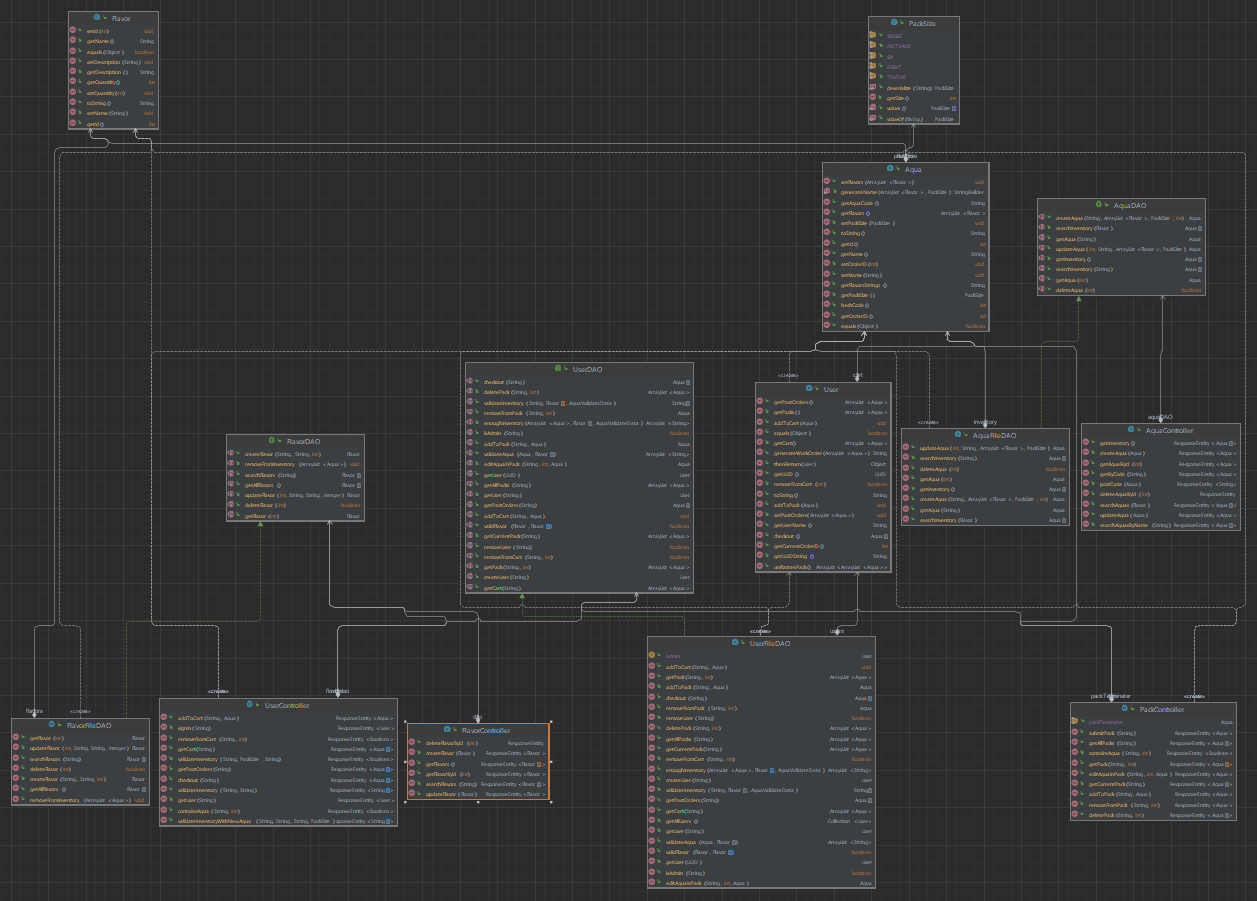 Flavor
setId (int) void
getName () String
equals (Object) boolean
setDescription (String) void
getDescription () String
getQuantity () int
setQuantity (int) void
toString () String
setName (String) void
getId () int
PackSize
SINGLE
NOTVALID
SIX
EIGHT
TWELVE
deserialize (String) PackSize
getSize () int
values () PackSize []
valueOf (String) PackSize
Aqua
setFlavors (ArrayList <Flavor>) void
generateName (ArrayList <Flavor>, PackSize) StringBuilder
getAquaCode () String
getFlavors () ArrayList <Flavor>
setPackSize (PackSize) void
toString () String
getId () int
getName () String
setOrderID (int) void
setName (String) void
getFlavorsStrings () String
getPackSize () PackSize
hashCode () int
getOrderID () int
equals (Object) boolean
AquaDAO
createAqua (String, ArrayList <Flavor>, PackSize, int) Aqua
searchInventory (Flavor) Aqua []
getAqua (String) Aqua
updateAqua (int, String, ArrayList <Flavor>, PackSize) Aqua
getInventory () Aqua []
searchInventory (String) Aqua []
getAqua (int) Aqua
deleteAqua (int) boolean
UserDAO
checkout (String) Aqua []
deletePack (String, int) ArrayList <Aqua>
validateInventory (String, Flavor [], AquaValidateData) String []
removeFromPack (String, int) Aqua
enoughInventory (ArrayList <Aqua>, Flavor [], AquaValidateData) ArrayList <String>
isAdmin (String) boolean
addToPack (String, Aqua) Aqua
validateAqua (Aqua, Flavor []) ArrayList <String>
editAquaInPack (String, int, Aqua) Aqua
getUser (UUID) User
getAllPacks (String) ArrayList <Aqua>
getUser (String) User
getPastOrders (String) Aqua []
addToCart (String, Aqua) void
validFlavor (Flavor, Flavor []) boolean
getCurrentPack (String) ArrayList <Aqua>
removeUser (String) boolean
removeFromCart (String, int) boolean
getPack (String, int) ArrayList <Aqua>
createUser (String) User
getCart (String) ArrayList <Aqua>
«create»
cart
User
getPastOrders () ArrayList <Aqua>
getPacks () ArrayList <Aqua>
addToCart (Aqua) void
equals (Object) boolean
getCart () ArrayList <Aqua>
generateWorkOrder (ArrayList <Aqua>) String
thenReturn (User) Object
getUUID () UUID
removeFromCart (int) boolean
toString () String
addToPack (Aqua) void
setPastOrders (ArrayList <Aqua>) void
getUserName () String
checkout () Aqua []
getCurrentOrderID () int
getUUIDString () String
unflattenPack () ArrayList <ArrayList <Aqua>>
«create»
inventory
AquaFileDAO
updateAqua (int, String, ArrayList <Flavor>, PackSize) Aqua
searchInventory (String) Aqua []
deleteAqua (int) boolean
getAqua (int) Aqua
getInventory () Aqua []
createAqua (String, ArrayList <Flavor>, PackSize, int) Aqua
getAqua (String) Aqua
searchInventory (Flavor) Aqua []
aquaDAO
AquaController
getInventory () ResponseEntity <Aqua []>
createAqua (Aqua) ResponseEntity <Aqua>
getAquaById (int) ResponseEntity <Aqua>
getByCode (String) ResponseEntity <Aqua>
postCode (Aqua) ResponseEntity <String>
deleteAquaById (int) ResponseEntity
searchAquas (Flavor) ResponseEntity <Aqua []>
updateAqua (Aqua) ResponseEntity <Aqua>
searchAquasByName (String) ResponseEntity <Aqua []>
FlavorDAO
createFlavor (String, String, int) Flavor
removeFromInventory (ArrayList <Aqua>) void
searchFlavors (String) Flavor []
getAllFlavors () Flavor []
updateFlavor (int, String, String, Integer) Flavor
deleteFlavor (int) boolean
getFlavor (int) Flavor
«create»
users
UserFileDAO
admin User
addToCart (String, Aqua) void
getPack (String, int) ArrayList <Aqua>
addToPack (String, Aqua) Aqua
checkout (String) Aqua []
removeFromPack (String, int) Aqua
removeUser (String) boolean
deletePack (String, int) ArrayList <Aqua>
getAllPacks (String) ArrayList <Aqua>
getCurrentPack (String) ArrayList <Aqua>
removeFromCart (String, int) boolean
enoughInventory (ArrayList <Aqua>, Flavor [], AquaValidateData) ArrayList <String>
createUser (String) User
validateInventory (String, Flavor [], AquaValidateData) String []
getPastOrders (String) Aqua []
getCart (String) ArrayList <Aqua>
getAllUsers () Collection <User>
getUser (String) User
validateAqua (Aqua, Flavor []) ArrayList <String>
validFlavor (Flavor, Flavor []) boolean
getUser (UUID) User
isAdmin (String) boolean
editAquaInPack (String, int, Aqua) Aqua
flavors
«create»
FlavorFileDAO
getFlavor (int) Flavor
updateFlavor (int, String, String, Integer) Flavor
searchFlavors (String) Flavor []
deleteFlavor (int) boolean
createFlavor (String, String, int) Flavor
getAllFlavors () Flavor []
removeFromInventory (ArrayList <Aqua>) void
«create»
UserController
addToCart (String, Aqua) ResponseEntity <Aqua>
signIn (String) ResponseEntity <User>
removeFromCart (String, int) ResponseEntity <Boolean>
getCart (String) ResponseEntity <Aqua []>
validateInventory (String, PackSize, String) ResponseEntity <String []>
getPastOrders (String) ResponseEntity <Aqua []>
checkout (String) ResponseEntity <Aqua []>
validateInventory (String, String) ResponseEntity <String []>
getUser (String) ResponseEntity <User>
containsAqua (String, int) ResponseEntity <Boolean>
validateInventoryWithNewAqua (String, String, String, PackSize) sponseEntity <String []>
FlavorController
deleteFlavorById (int) ResponseEntity
createFlavor (Flavor) ResponseEntity <Flavor>
getFlavors () ResponseEntity <Flavor []>
getFlavorById (int) ResponseEntity <Flavor>
searchFlavors (String) ResponseEntity <Flavor []>
updateFlavor (Flavor) ResponseEntity <Flavor>
packTerminator
«create»
PackController
packTerminator Aqua
submitPack (String) ResponseEntity <Aqua []>
getAllPacks (String) ResponseEntity <Aqua []>
containsAqua (String, int) ResponseEntity <Boolean>
getPack (String, int) ResponseEntity <Aqua []>
editAquaInPack (String, int, Aqua) ResponseEntity <Aqua>
getCurrentPack (String) ResponseEntity <Aqua []>
addToPack (String, Aqua) ResponseEntity <Aqua>
removeFromPack (String, int) ResponseEntity <Aqua>
deletePack (String, int) ResponseEntity <Aqua []>